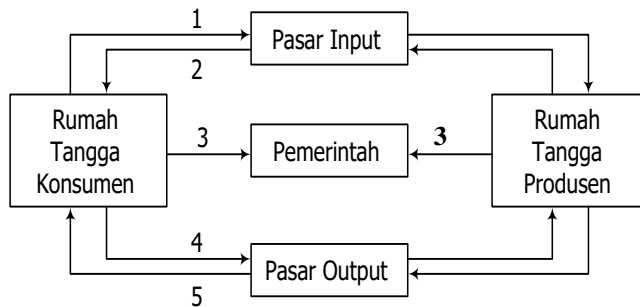 1
Pasar Input
2
Rumah
Tangga
Konsumen
3
Pemerintah
3
Rumah
Tangga
Produsen
4
Pasar Output
5